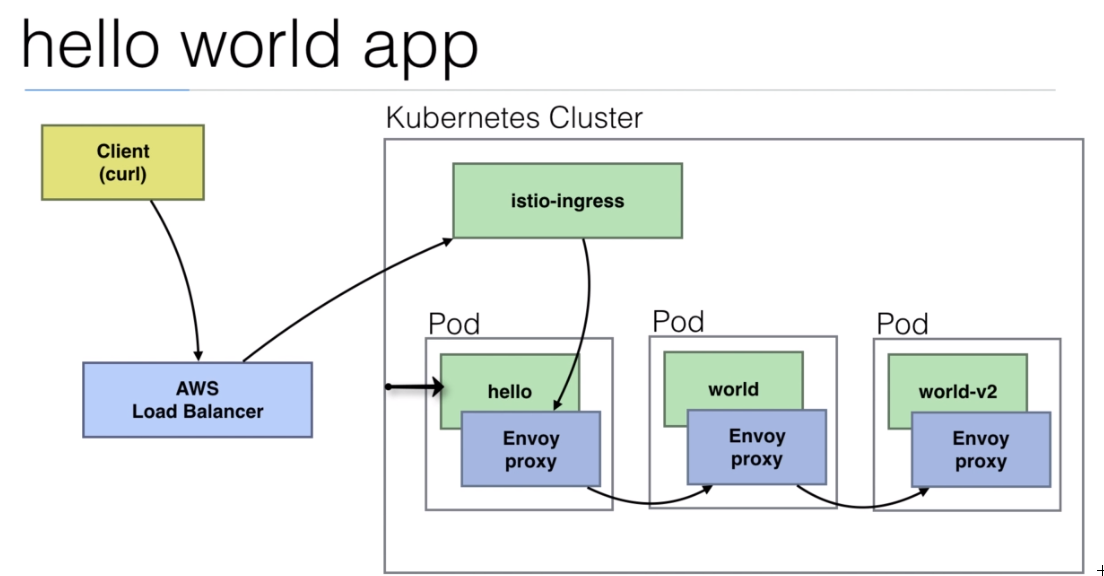 hello world app
Kubernetes Cluster
Client
(curl)
istio-ingress
AWS
Load Balancer
Pod
hello
Envoy
proxy
Pod
world
Envoy
proxy
Pod
world-v2
Envoy
proxy